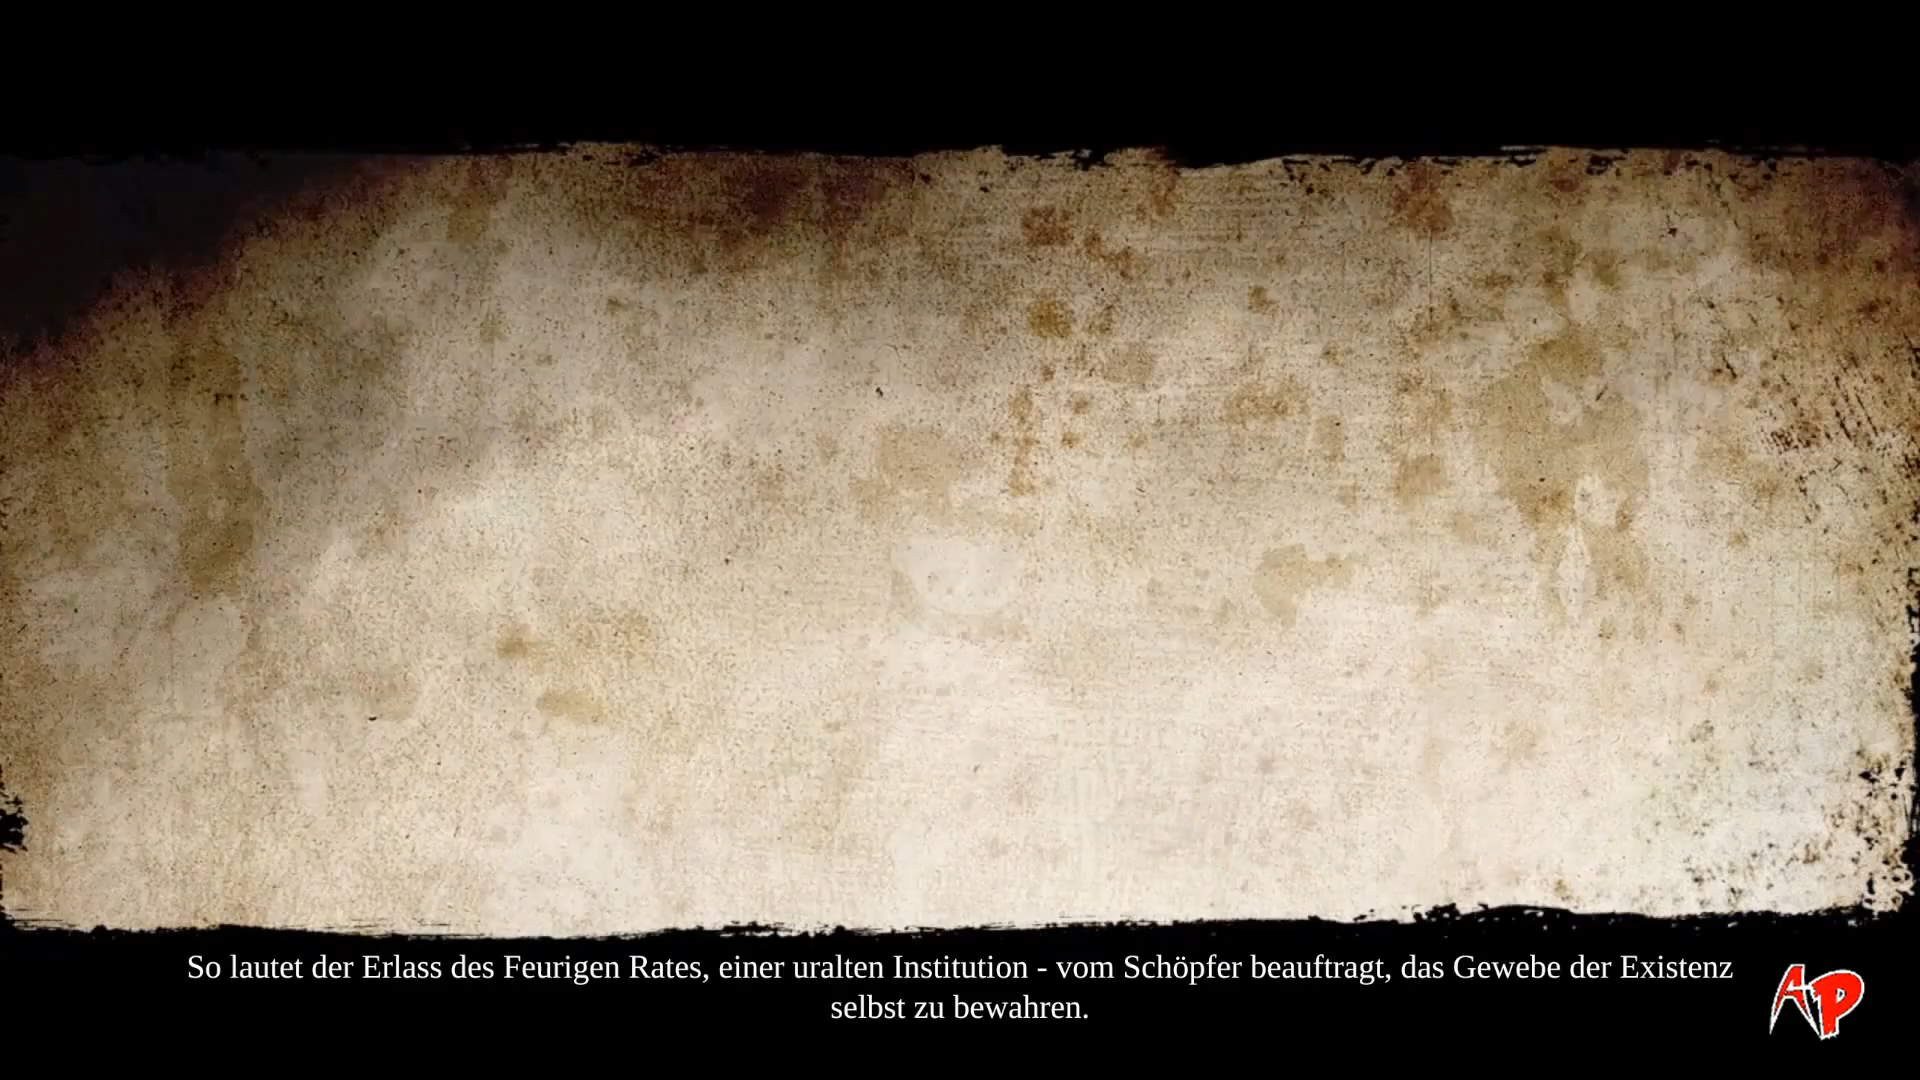 So lautet der Erlass des Feurigen Rates, einer uralten Institution - vom Schöpfer beauftragt, das Gewebe der Existenz
selbst zu bewahren.
AP